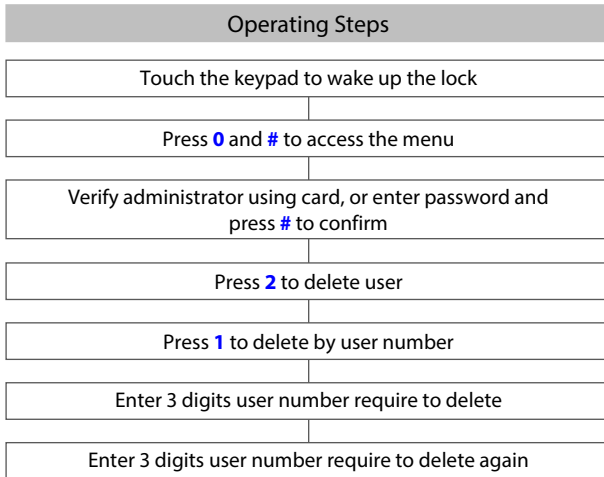 Operating Steps
Touch the keypad to wake up the lock
Press 0 and # to access the menu
Verify administrator using card, or enter password and
press # to confirm
Press 2 to delete user
Press 1 to delete by user number
Enter 3 digits user number require to delete
Enter 3 digits user number require to delete again